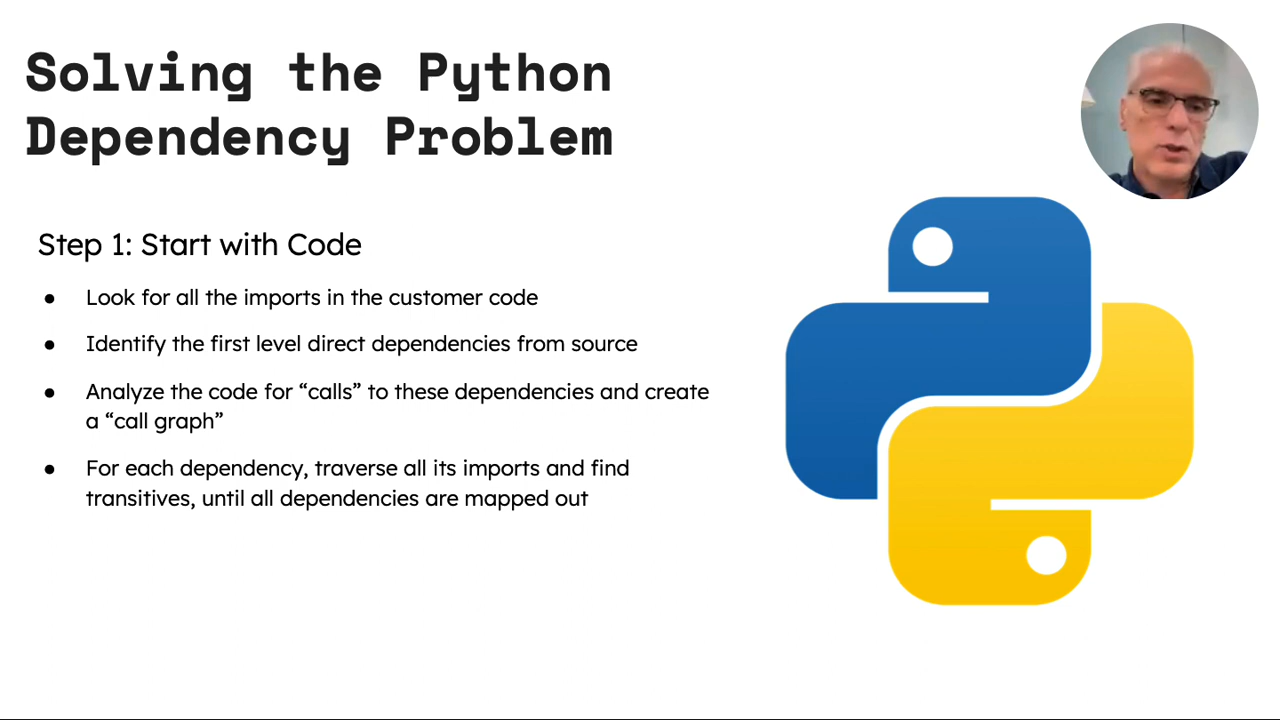 Solving the Python
Dependency Problem
Step 1: Start with Code
● Look for all the imports in the customer code
● Identify the first level direct dependencies from source
● Analyze the code for “calls” to these dependencies and create
a “call graph”
● For each dependency, traverse all its imports and find
transitives, until all dependencies are mapped out